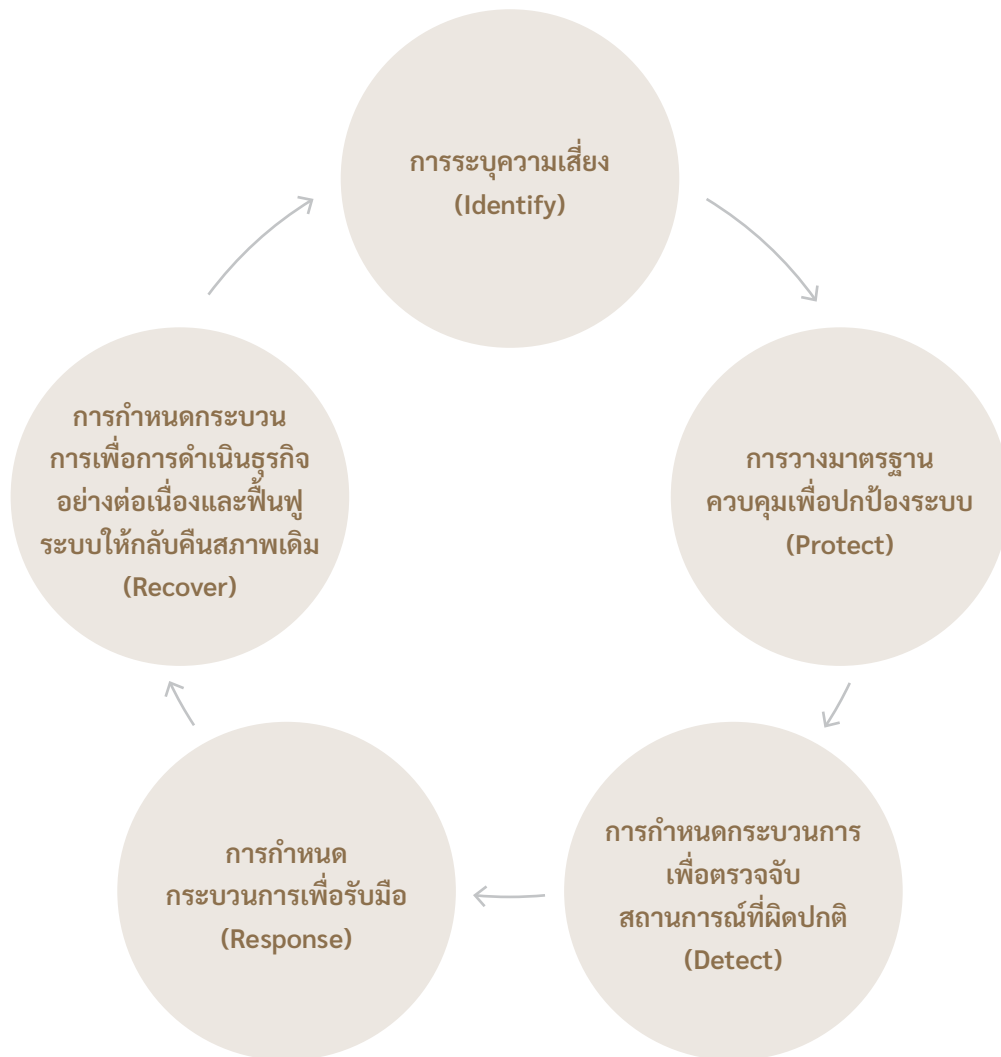 การระบุความเสี่ยง
(Identify)
การวางมาตรฐาน
ควบคุมเพื่อปกป้องระบบ
(Protect)
การกำหนดกระบวนการ
เพื่อตรวจจับ
สถานการณ์ที่ผิดปกติ
(Detect)
การกำหนด
กระบวนการเพื่อรับมือ
(Response)
การกำหนดกระบวน
การเพื่อการดำเนินธุรกิจ
อย่างต่อเนื่องและฟื้นฟู
ระบบให้กลับคืนสภาพเดิม
(Recover)